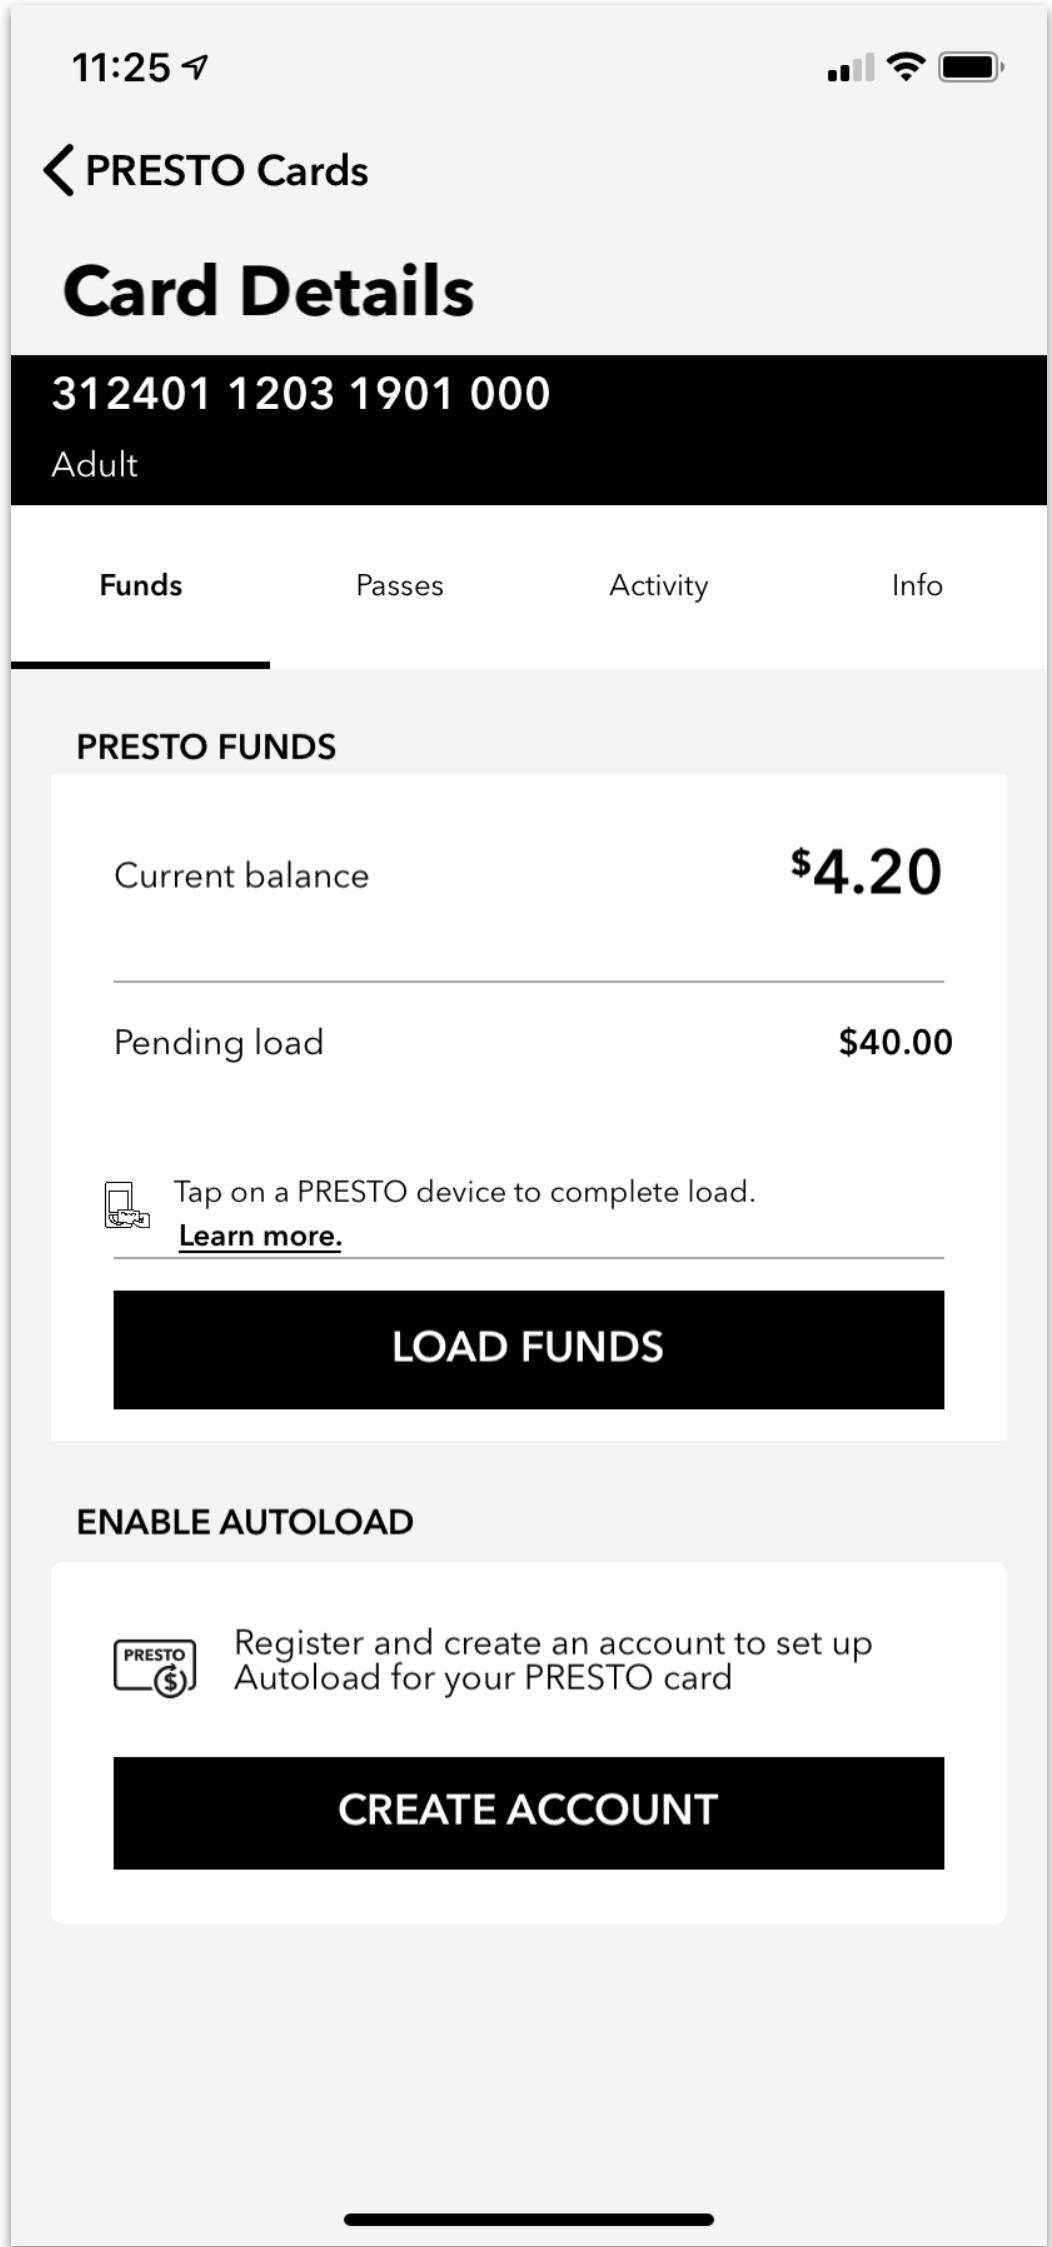 11:25
PRESTO Cards
Card Details
312401 1203 1901 000
Adult
Funds Passes Activity Info
PRESTO FUNDS
Current balance $4.20
Pending load $40.00
Tap on a PRESTO device to complete load.
Learn more.
LOAD FUNDS
ENABLE AUTOLOAD
PRESTO
$
Register and create an account to set up
Autoload for your PRESTO card
CREATE ACCOUNT